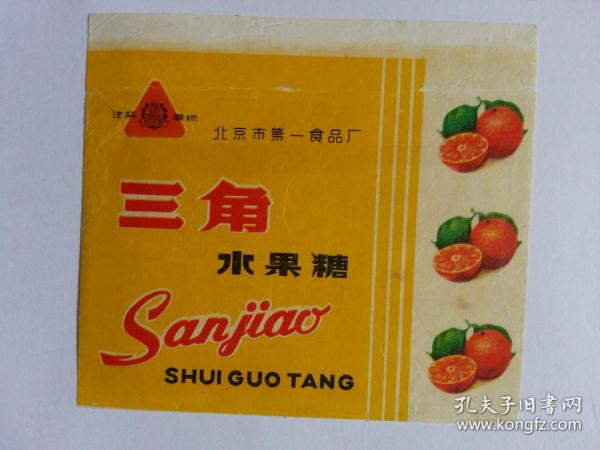 注册 商标
北京市第一食品厂
三角
水果糖
Sanjiao
SHUI GUO TANG
孔夫子旧书网
www.kongfz.com